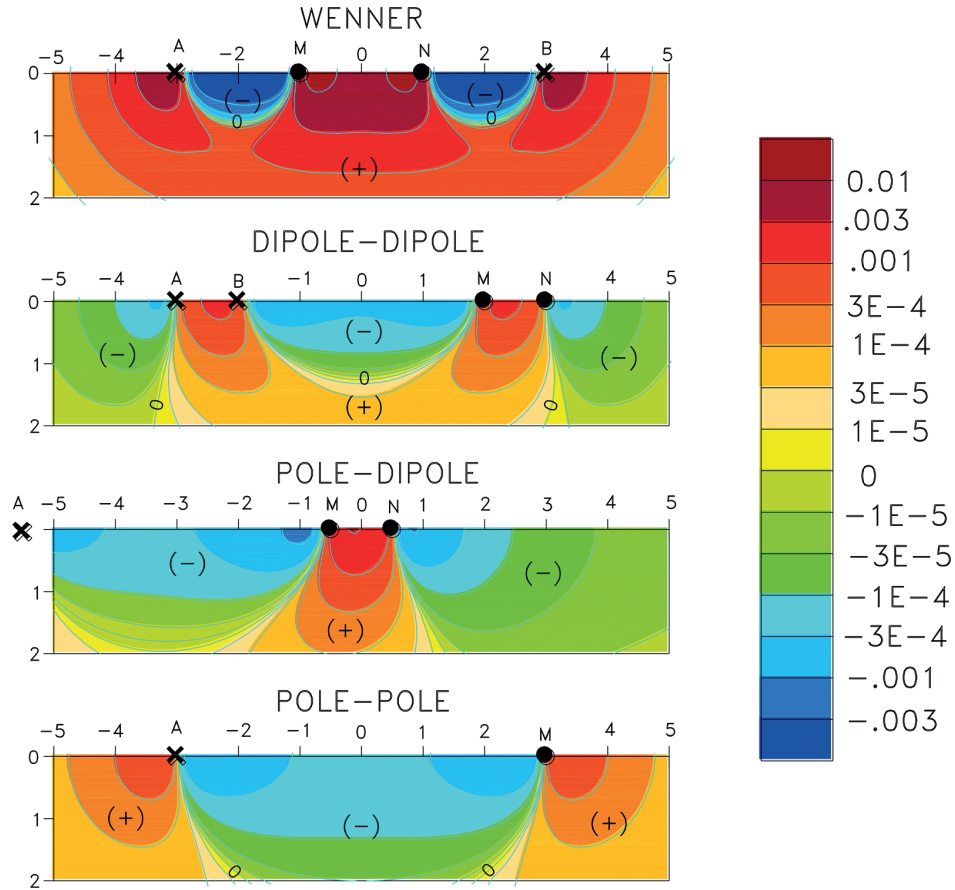 WENNER
A M N B
−5 −4 −2 0 2 4 5
0
(−) (−)
0 0
1
(+)
2
DIPOLE−DIPOLE
−5 −4 A B −1 0 1 M N 4 5
0
(−)
(−) (−)
1
0
0 (+) 0
2
POLE−DIPOLE
A −5 −4 −3 −2 M 0 N 1 2 3 5
(−)
(−)
1
(+)
2
POLE−POLE
−5 −4 A −2 −1 0 1 2 M 4 5
0
1
(+) (−) (+)
0 0
2
0.01
.003
.001
3E−4
1E−4
3E−5
1E−5
0
−1E−5
−3E−5
−1E−4
−3E−4
−.001
−.003